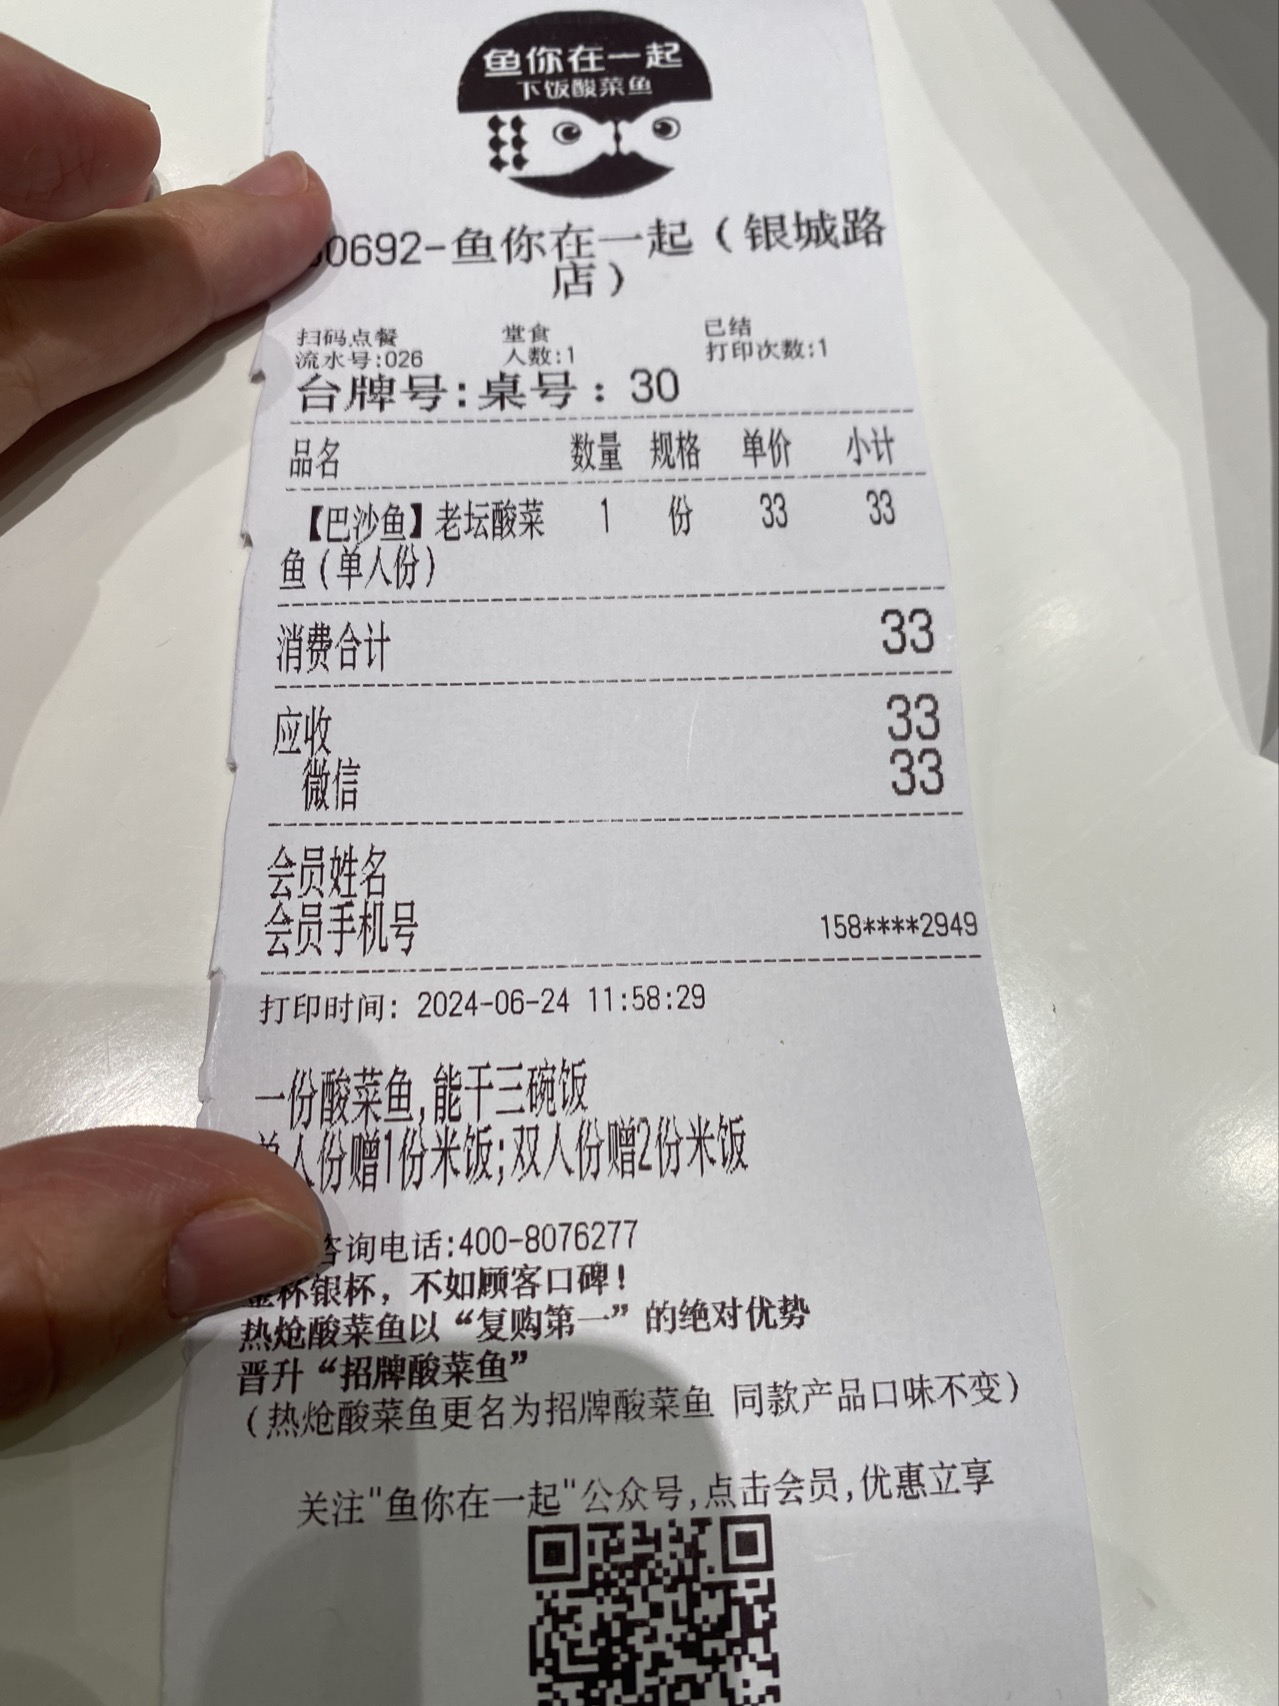 鱼你在一起
下饭酸菜鱼
0692-鱼你在一起（银城路
店）
扫码点餐 堂食 已结
流水号:026 人数:1 打印次数:1
台牌号:桌号：30
品名 数量 规格 单价 小计
【巴沙鱼】老坛酸菜 1 份 33 33
鱼(单人份)
消费合计 33
应收 33
微信 33
会员姓名
会员手机号 158****2949
打印时间: 2024-06-24 11:58:29
一份酸菜鱼,能干三碗饭
单人份赠1份米饭;双人份赠2份米饭
咨询电话:400-8076277
金杯银杯，不如顾客口碑！
热炝酸菜鱼以“复购第一”的绝对优势
晋升“招牌酸菜鱼”
(热炝酸菜鱼更名为招牌酸菜鱼 同款产品口味不变)
关注"鱼你在一起"公众号,点击会员,优惠立享